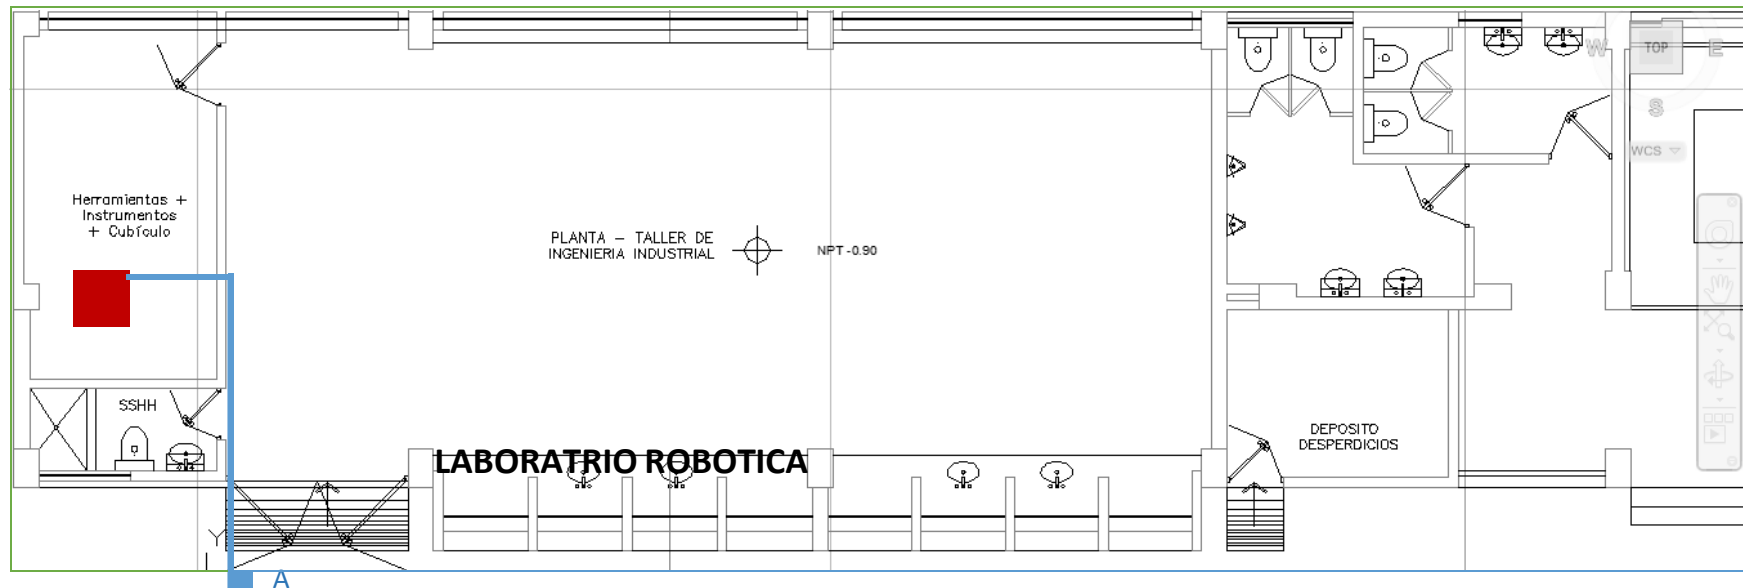 TOP
W
E
S
WCS
Herramientas +
Instrumentos
+ Cubículo
PLANTA – TALLER DE
INGENIERIA INDUSTRIAL
NPT -0.90
SSHH
DEPOSITO
DESPERDICIOS
LABORATRIO ROBOTICA
Y
A